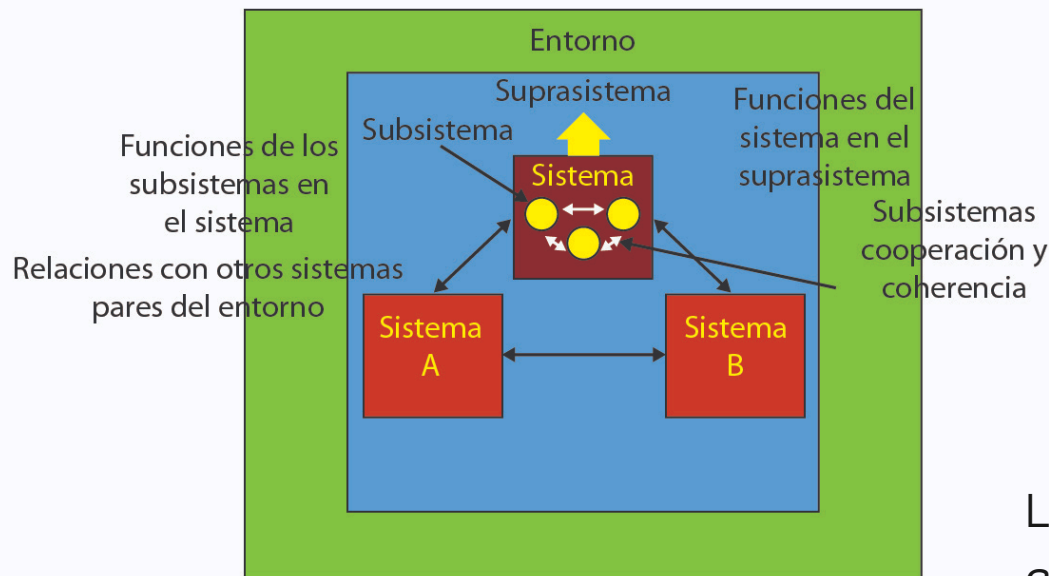 Entorno
Suprasistema
Subsistema
Funciones de los
subsistemas en
el sistema
Relaciones con otros sistemas
pares del entorno
Sistema
Funciones del
sistema en el
suprasistema
Subsistemas
cooperación y
coherencia
Sistema
A
Sistema
B
L